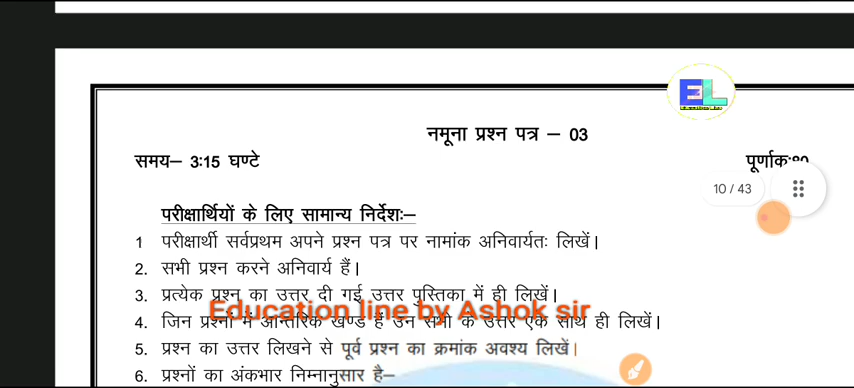 EL
नमूना प्रश्न पत्र – 03
समय– 3:15 घण्टे
पूर्णांक:80
10 / 43
परीक्षार्थियों के लिए सामान्य निर्देशः–
1 परीक्षार्थी सर्वप्रथम अपने प्रश्न पत्र पर नामांक अनिवार्यतः लिखें।
2. सभी प्रश्न करने अनिवार्य हैं।
3. प्रत्येक प्रश्न का उत्तर दी गई उत्तर पुस्तिका में ही लिखें।
Education line by Ashok sir
4. जिन प्रश्नों में आन्तरिक खण्ड हैं उन सभी के उत्तर एक साथ ही लिखें।
5. प्रश्न का उत्तर लिखने से पूर्व प्रश्न का क्रमांक अवश्य लिखें।
6. प्रश्नों का अंकभार निम्नानुसार है–